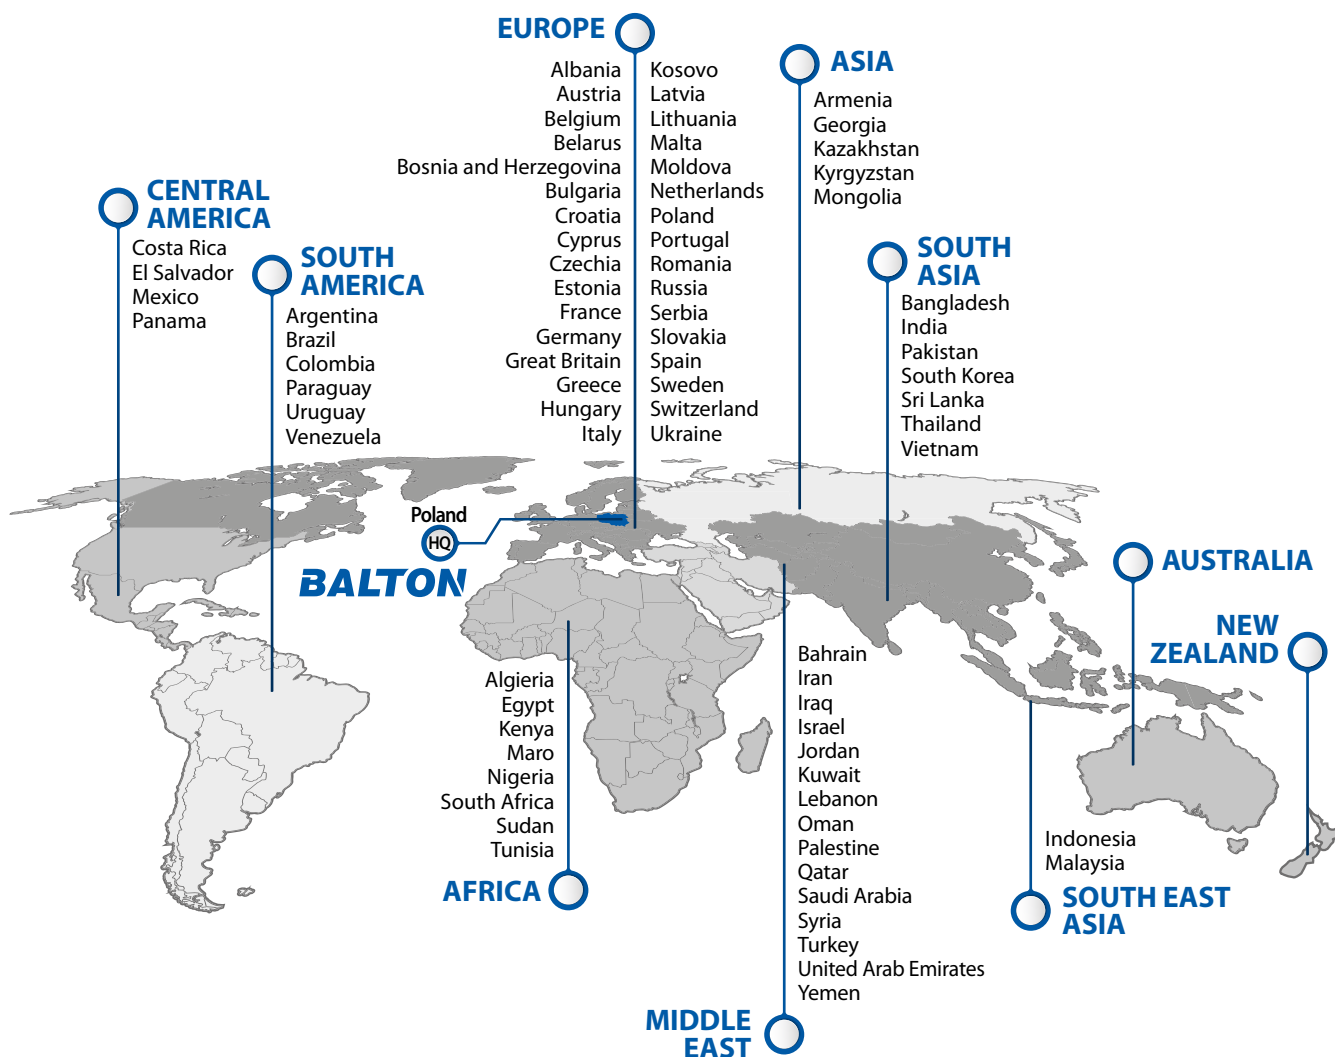 EUROPE
Albania
Austria
Belgium
Belarus
Bosnia and Herzegovina
Bulgaria
Croatia
Cyprus
Czechia
Estonia
France
Germany
Great Britain
Greece
Hungary
Italy
Kosovo
Latvia
Lithuania
Malta
Moldova
Netherlands
Poland
Portugal
Romania
Russia
Serbia
Slovakia
Spain
Sweden
Switzerland
Ukraine
ASIA
Armenia
Georgia
Kazakhstan
Kyrgyzstan
Mongolia
CENTRAL
AMERICA
Costa Rica
El Salvador
Mexico
Panama
SOUTH
AMERICA
Argentina
Brazil
Colombia
Paraguay
Uruguay
Venezuela
SOUTH
ASIA
Bangladesh
India
Pakistan
South Korea
Sri Lanka
Thailand
Vietnam
Poland
HQ
BALTON
AUSTRALIA
NEW
ZEALAND
Algieria
Egypt
Kenya
Maro
Nigeria
South Africa
Sudan
Tunisia
AFRICA
Bahrain
Iran
Iraq
Israel
Jordan
Kuwait
Lebanon
Oman
Palestine
Qatar
Saudi Arabia
Syria
Turkey
United Arab Emirates
Yemen
MIDDLE
EAST
Indonesia
Malaysia
SOUTH EAST
ASIA